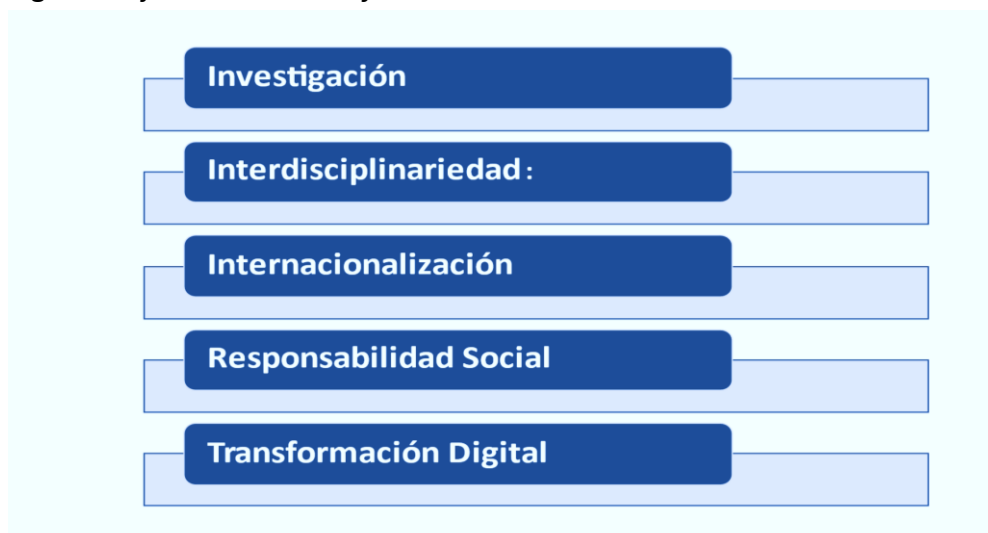 Investigación
Interdisciplinariedad:
Internacionalización
Responsabilidad Social
Transformación Digital